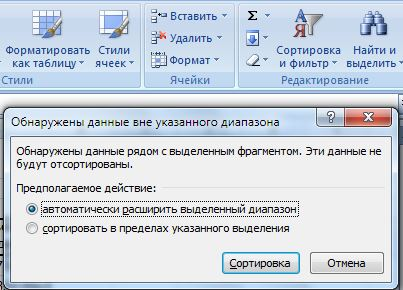 Форматировать как таблицу
Стили ячеек
Вставить
Удалить
Формат
Σ
Сортировка и фильтр
Найти и выделить
Стили
Ячейки
Редактирование
Обнаружены данные вне указанного диапазона
Обнаружены данные рядом с выделенным фрагментом. Эти данные не
будут отсортированы.
Предполагаемое действие:
автоматически расширить выделенный диапазон
сортировать в пределах указанного выделения
Сортировка
Отмена